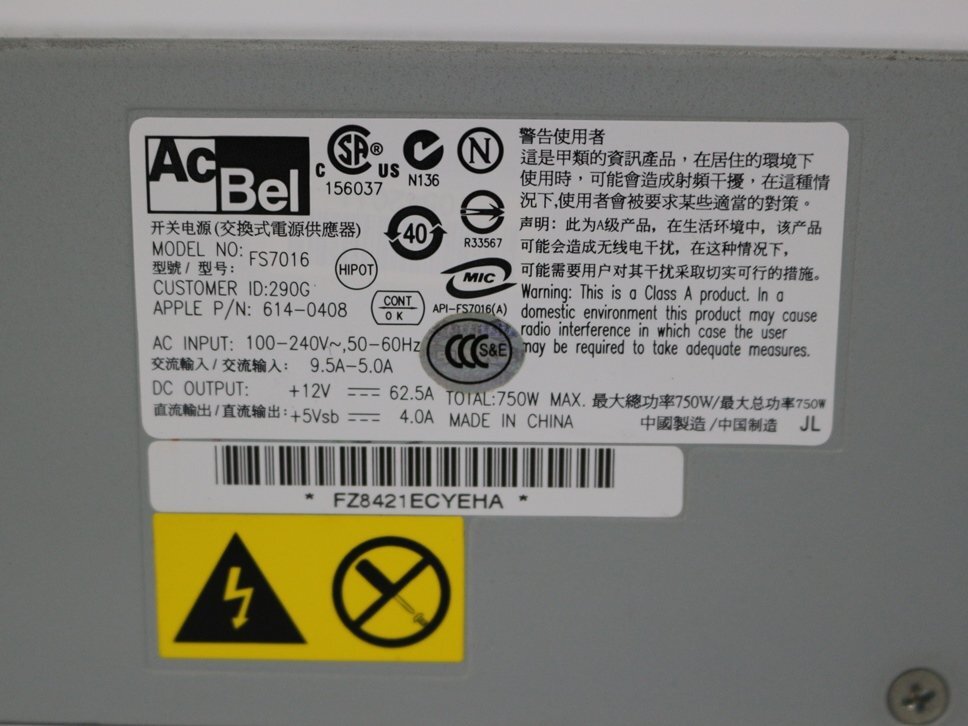 AcBel
C SA® US
156037
N136
N
40
R33567
MIC
API-FS7016(A)
开关电源(交換式電源供應器)
MODEL NO: FS7016
型號/型号:
CUSTOMER ID:290G
APPLE P/N: 614-0408
HIPOT
CONT
OK
CCC S&E
AC INPUT: 100-240V~,50-60Hz
交流輸入/交流输入: 9.5A-5.0A
DC OUTPUT: +12V 62.5A TOTAL:750W MAX. 最大總功率750W/最大总功率750W
直流輸出/直流输出:+5Vsb 4.0A MADE IN CHINA 中國製造/中国制造 JL
警告使用者
這是甲類的資訊產品，在居住的環境下
使用時，可能會造成射頻干擾，在這種情
況下,使用者會被要求某些適當的對策。
声明：此为A级产品，在生活环境中，该产品
可能会造成无线电干扰，在这种情况下，
可能需要用户对其干扰采取切实可行的措施。
Warning: This is a Class A product. In a
domestic environment this product may cause
radio interference in which case the user
may be required to take adequate measures.
* FZ8421ECYEHA *